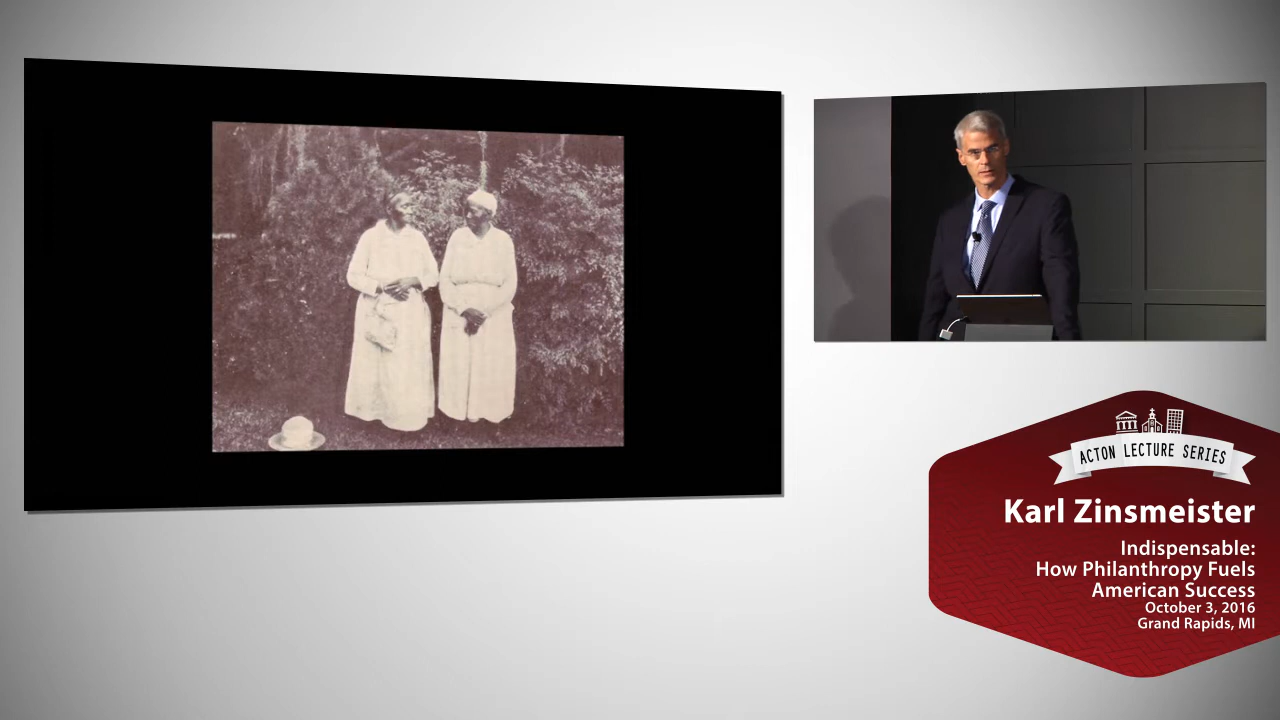 ACTON LECTURE SERIES
Karl Zinsmeister
Indispensable:
How Philanthropy Fuels
American Success
October 3, 2016
Grand Rapids, MI